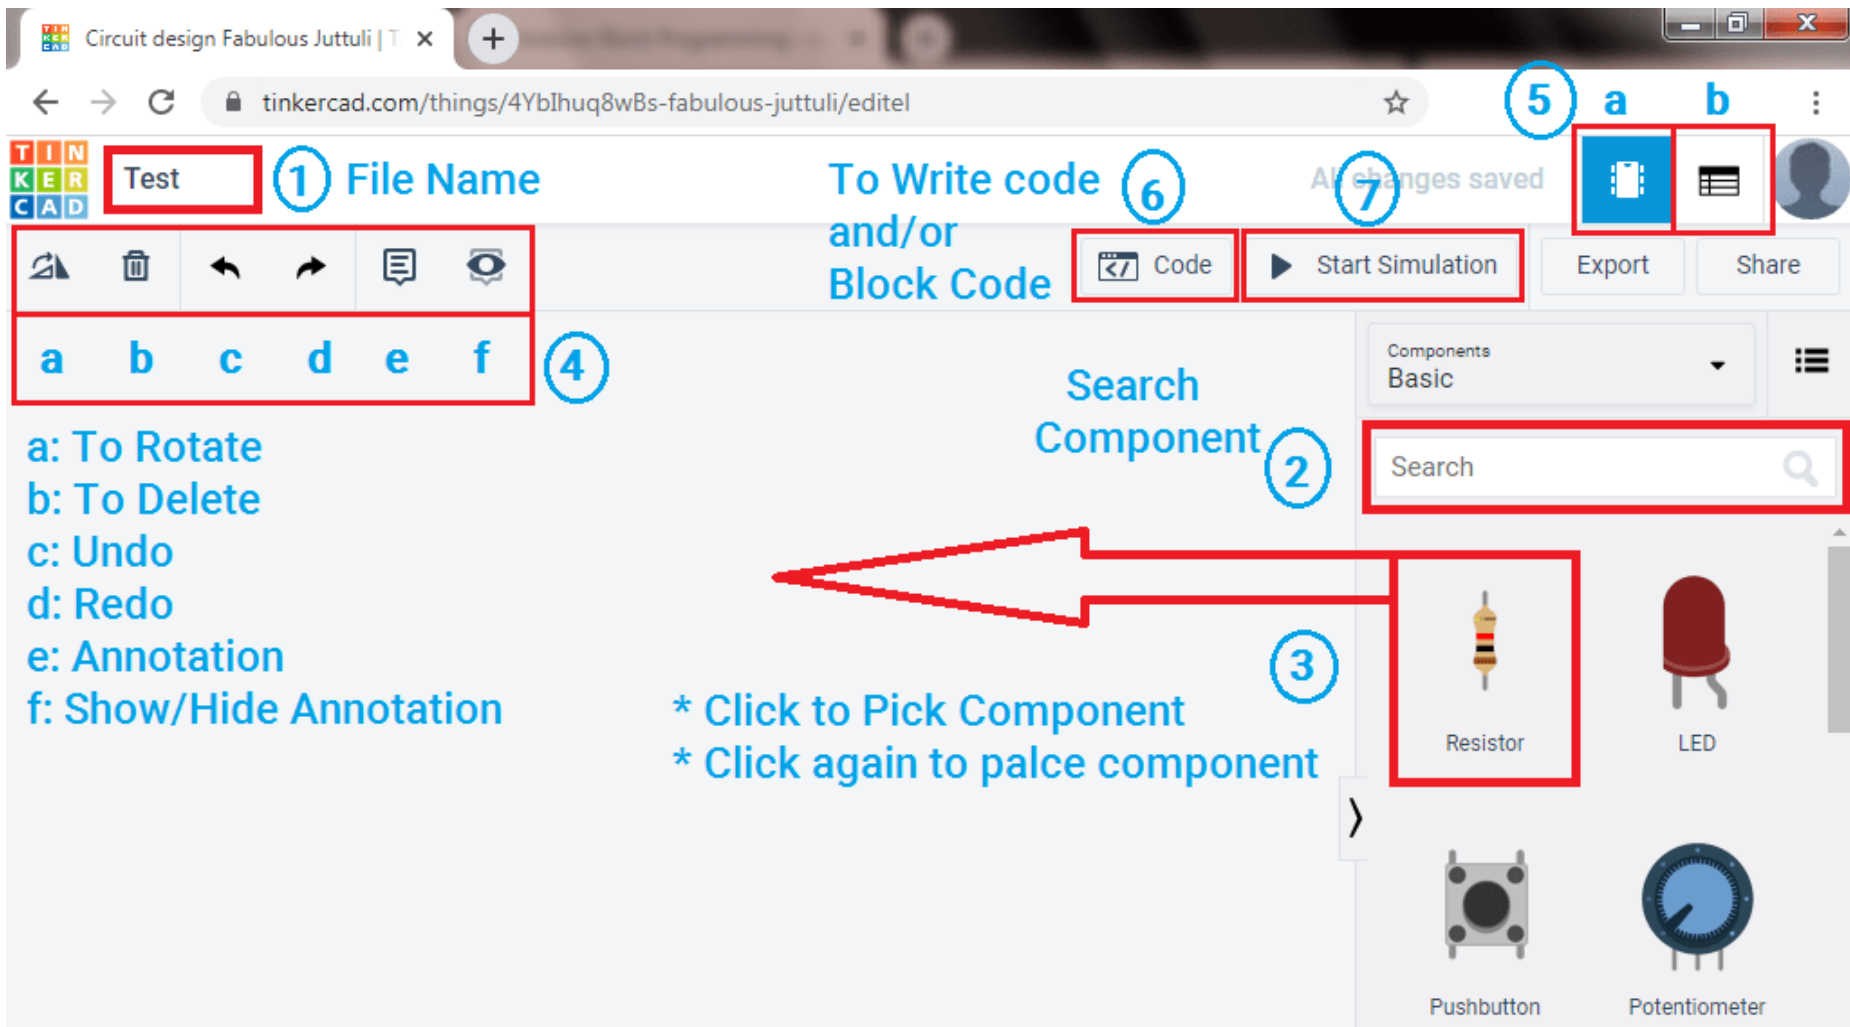 Circuit design Fabulous Juttuli | T
tinkercad.com/things/4YbIhuq8wBs-fabulous-juttuli/editel
5 a b
TIN
KER
CAD
Test
1 File Name
To Write code
and/or
Block Code
6
All changes saved
7
Code
Start Simulation
Export
Share
a b c d e f 4
Components
Basic
Search
Component
2
Search
a: To Rotate
b: To Delete
c: Undo
d: Redo
e: Annotation
f: Show/Hide Annotation
3
* Click to Pick Component
* Click again to palce component
Resistor
LED
Pushbutton
Potentiometer